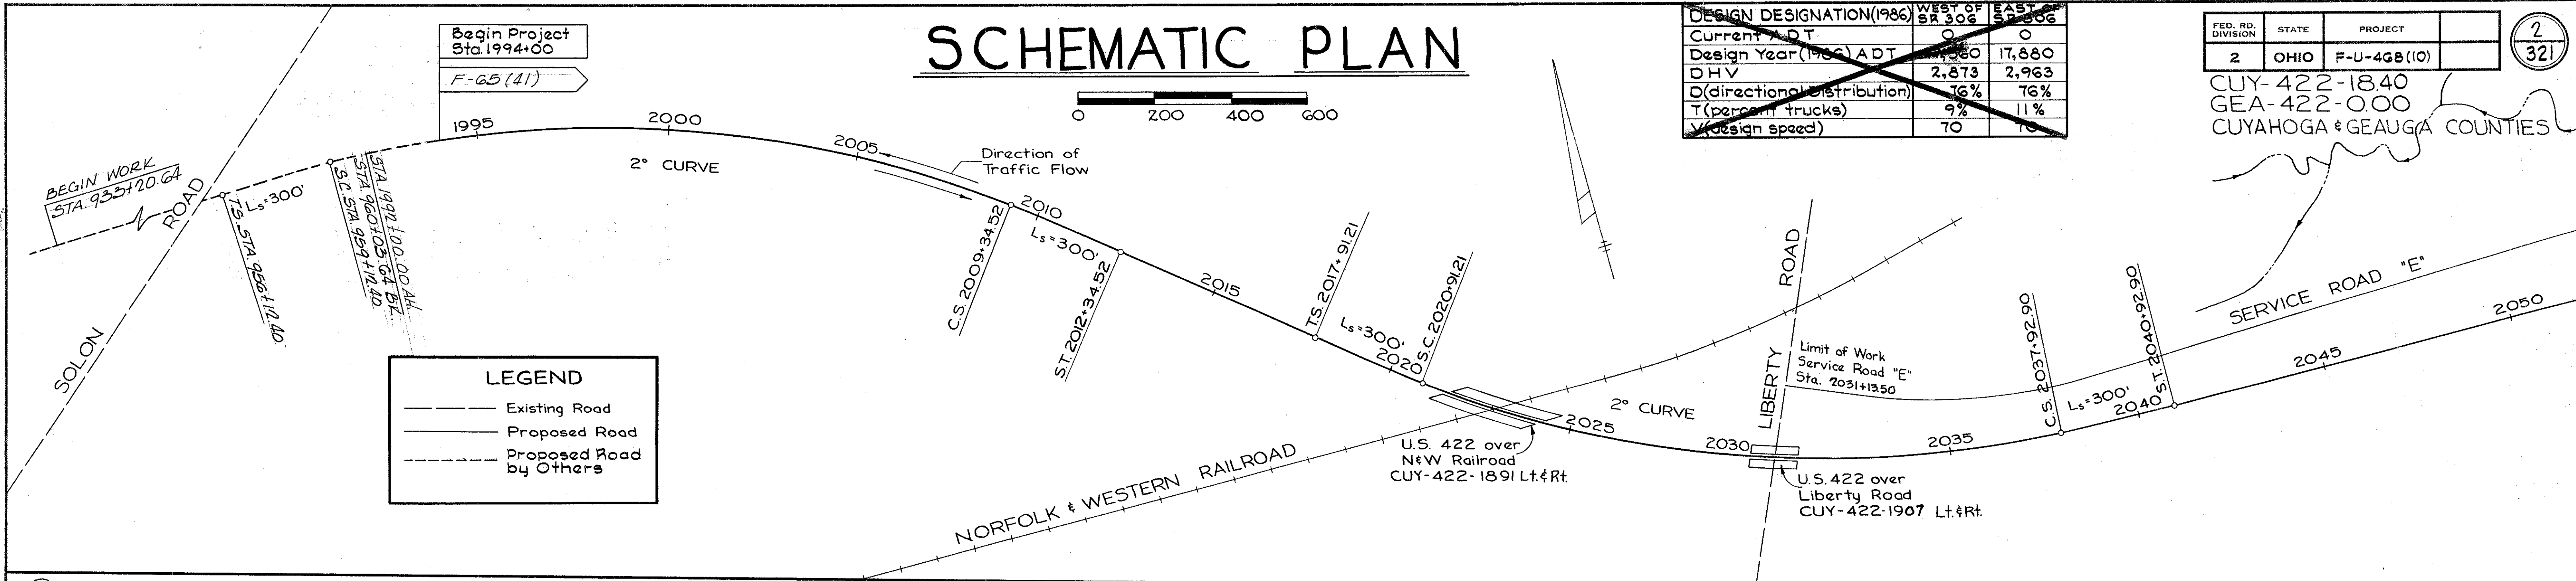 SCHEMATIC PLAN
0 200 400 600
Begin Project
Sta. 1994+00
F-65 (41)
DESIGN DESIGNATION(1986) WEST OF SR 306 EAST OF SR 306
Current ADT 0 0
Design Year(1986) ADT 17,880
DHV 2,873 2,963
D(directional Distribution) 76% 76%
T(percent trucks) 9% 11%
V(design speed) 70 70
FED. RD. DIVISION STATE PROJECT
2 OHIO F-U-468(10)
2
321
CUY-422-18.40
GEA-422-0.00
CUYAHOGA & GEAUGA COUNTIES
BEGIN WORK
STA. 933+20.64
SOLON ROAD
Ls=300'
T.S. STA. 956+12.40
STA. 1992+00.00 AH.
STA. 960+03.64 BK.
S.C. STA. 959+12.40
1995
2000
2° CURVE
2005
Direction of
Traffic Flow
C.S. 2009+34.52
2010
Ls=300'
S.T. 2012+34.52
2015
T.S. 2017+91.21
Ls=300'
2020
S.C. 2020+91.21
U.S. 422 over
N&W Railroad
CUY-422-1891 Lt.&Rt.
NORFOLK & WESTERN RAILROAD
2025
2° CURVE
2030
LIBERTY ROAD
Limit of Work
Service Road "E"
Sta. 2031+13.50
U.S. 422 over
Liberty Road
CUY-422-1907 Lt.&Rt.
2035
C.S. 2037+92.90
Ls=300'
2040
S.T. 2040+92.90
SERVICE ROAD "E"
2045
2050
LEGEND
Existing Road
Proposed Road
Proposed Road
by Others